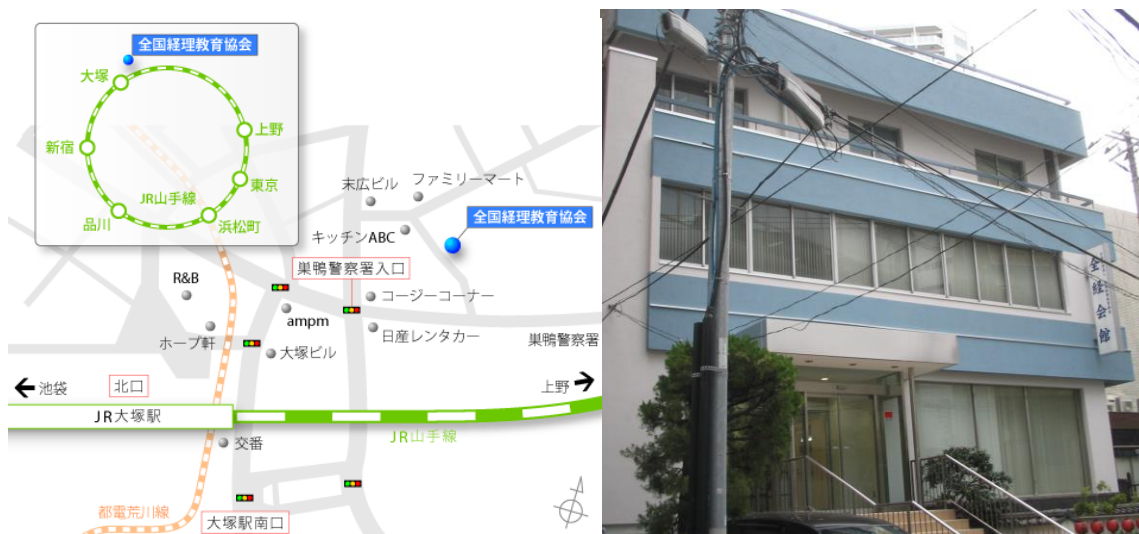 全国経理教育協会
大塚
上野
新宿
東京
JR山手線
品川
浜松町
末広ビル
ファミリーマート
全国経理教育協会
キッチンABC
巣鴨警察署入口
R&B
コージーコーナー
ampm
ホープ軒
日産レンタカー
巣鴨警察署
大塚ビル
池袋
北口
上野
JR大塚駅
JR山手線
交番
都電荒川線
大塚駅南口
全経会館